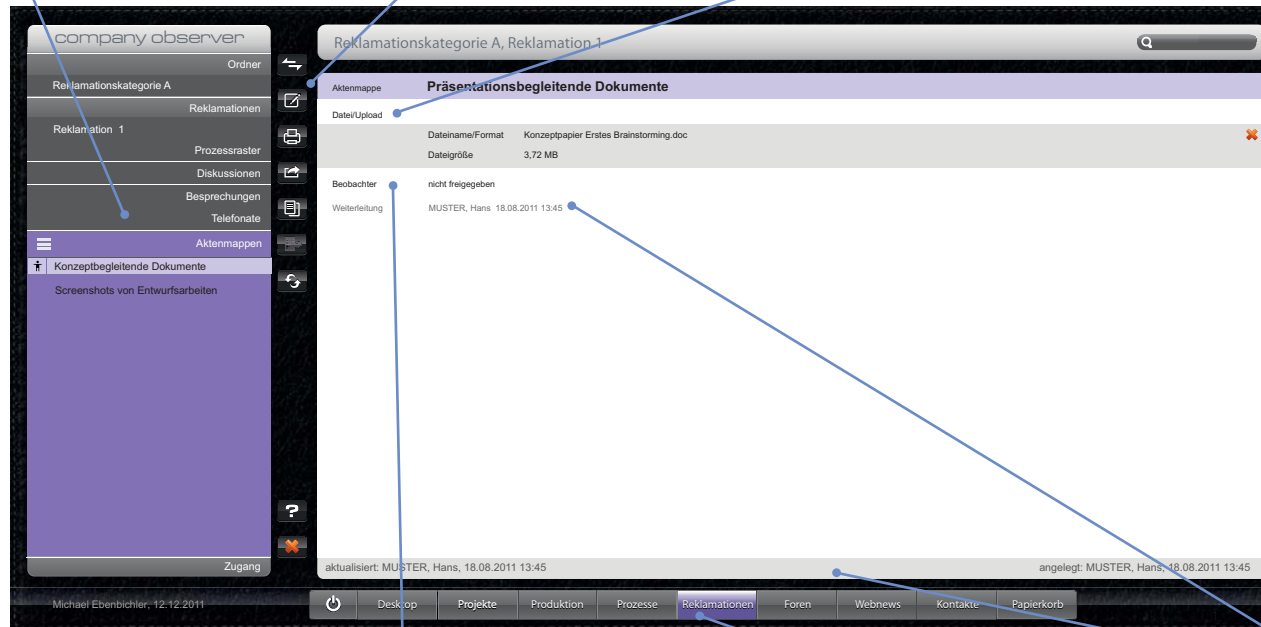 company observer
Ordner
Reklamationskategorie A
Reklamationen
Reklamation 1
Prozessraster
Diskussionen
Besprechungen
Telefonate
Aktenmappen
Konzeptbegleitende Dokumente
Screenshots von Entwurfsarbeiten
Zugang
Michael Ebenbichler, 12.12.2011
?
Reklamationskategorie A, Reklamation 1
Aktenmappe Präsentationsbegleitende Dokumente
Datei/Upload
Dateiname/Format Konzeptpapier Erstes Brainstorming.doc
Dateigröße 3,72 MB
Beobachter nicht freigegeben
Weiterleitung MUSTER, Hans 18.08.2011 13:45
aktualisiert: MUSTER, Hans, 18.08.2011 13:45 angelegt: MUSTER, Hans, 18.08.2011 13:45
Desktop Projekte Produktion Prozesse Reklamationen Foren Webnews Kontakte Papierkorb